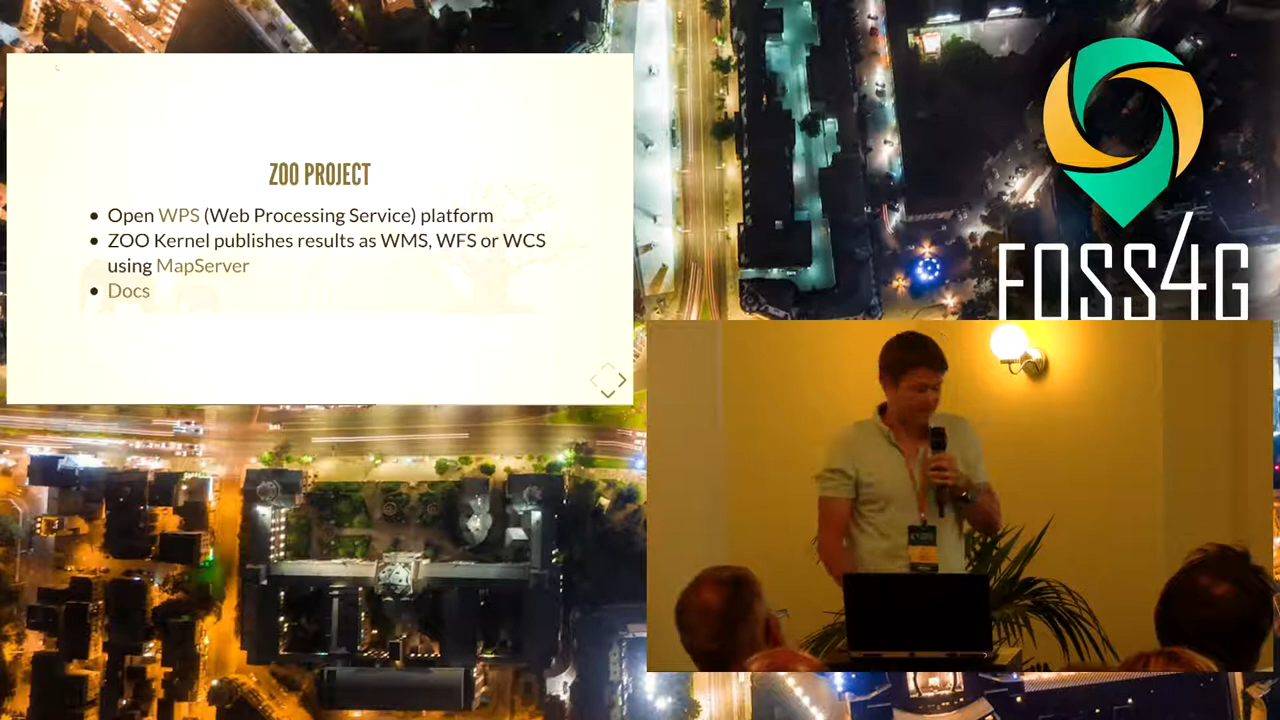 ZOO PROJECT
Open WPS (Web Processing Service) platform
ZOO Kernel publishes results as WMS, WFS or WCS
using MapServer
Docs
FOSS4G